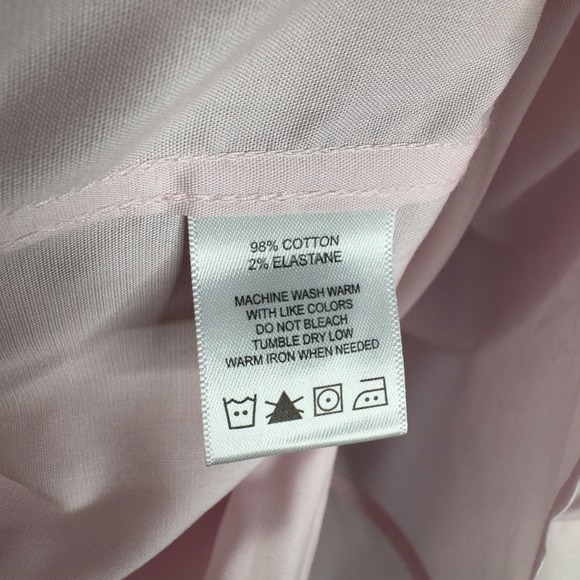 98% COTTON
2% ELASTANE
MACHINE WASH WARM
WITH LIKE COLORS
DO NOT BLEACH
TUMBLE DRY LOW
WARM IRON WHEN NEEDED